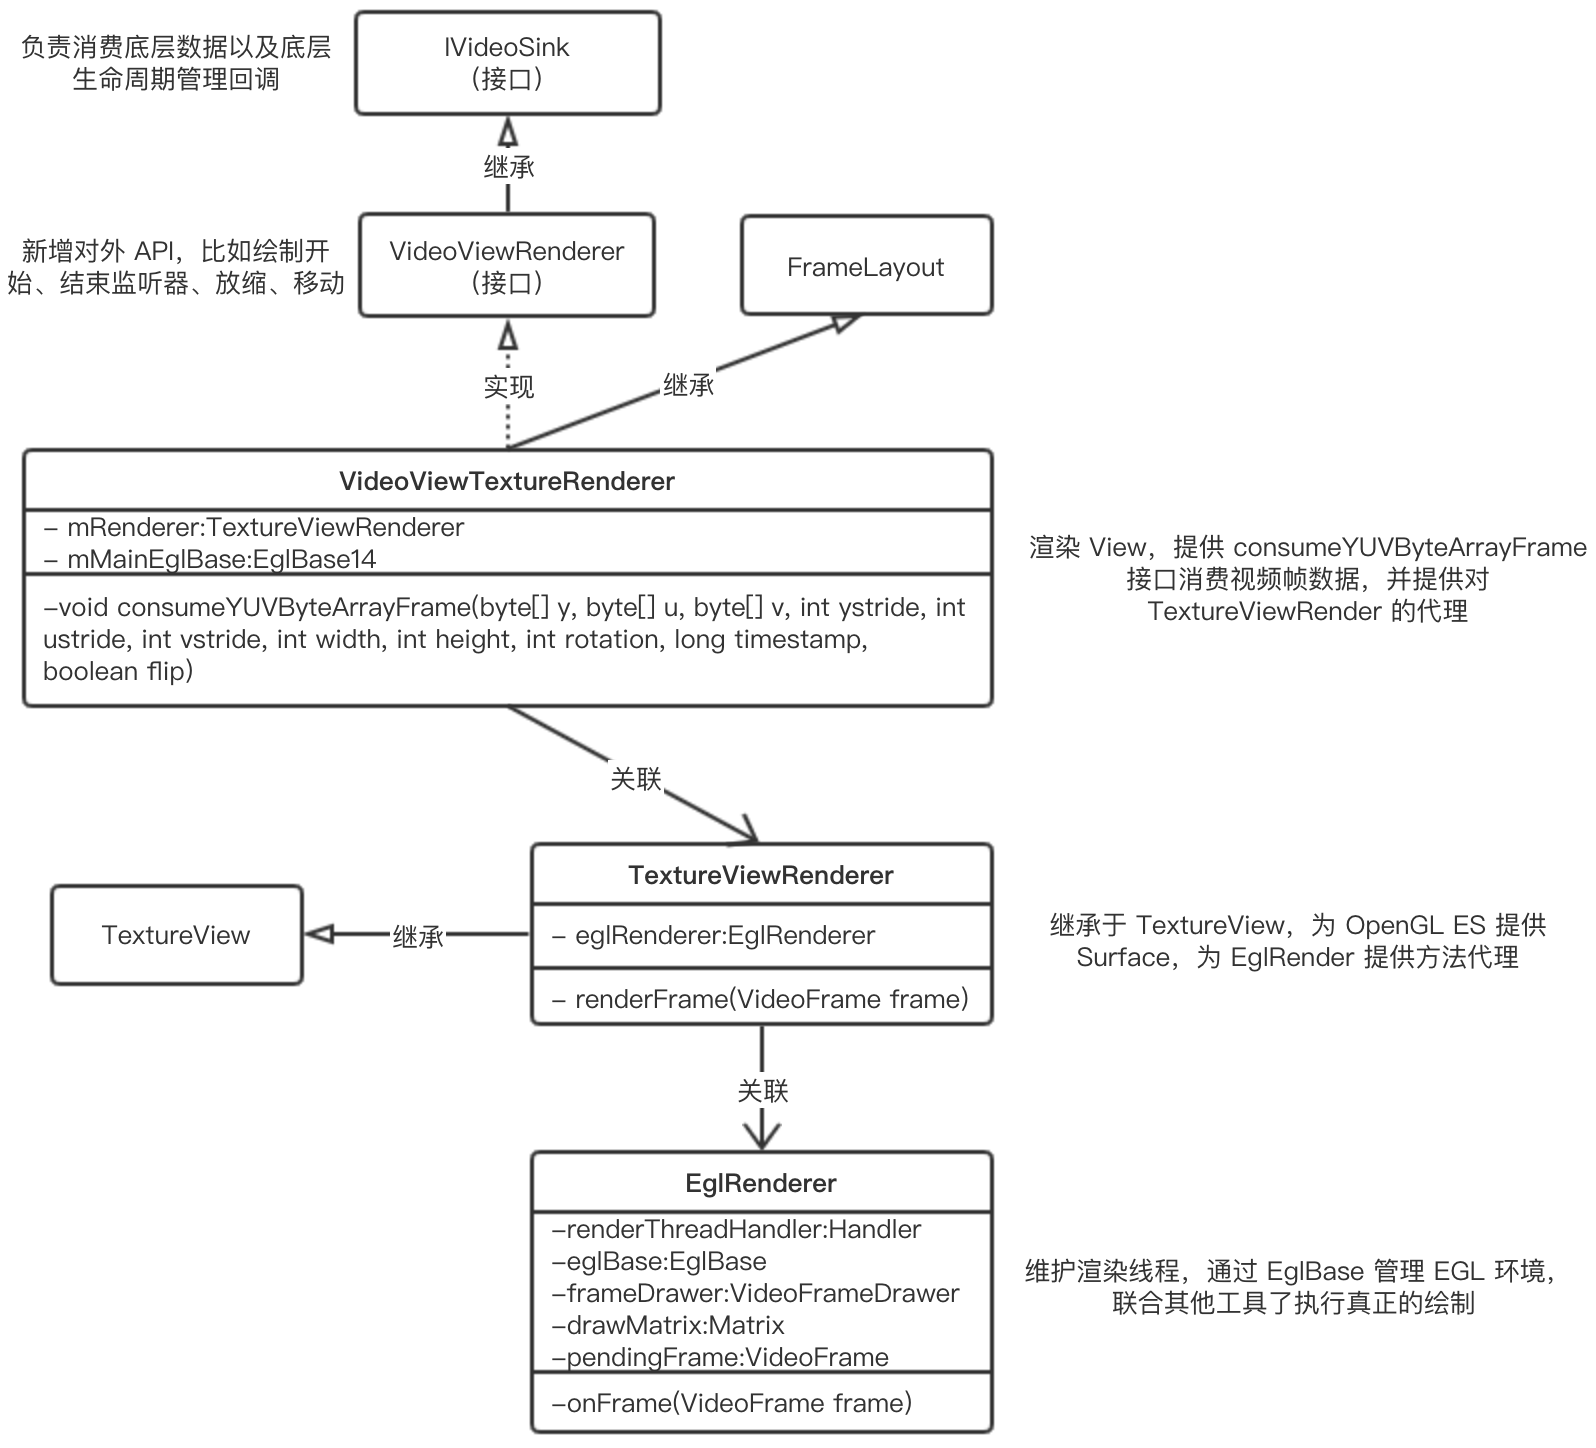 负责消费底层数据以及底层
生命周期管理回调
IVideoSink
（接口）
继承
新增对外 API，比如绘制开
始、结束监听器、放缩、移动
VideoViewRenderer
（接口）
FrameLayout
实现
继承
VideoViewTextureRenderer
- mRenderer:TextureViewRenderer
- mMainEglBase:EglBase14
-void consumeYUVByteArrayFrame(byte[] y, byte[] u, byte[] v, int ystride, int
ustride, int vstride, int width, int height, int rotation, long timestamp,
boolean flip)
渲染 View，提供 consumeYUVByteArrayFrame
接口消费视频帧数据，并提供对
TextureViewRender 的代理
关联
TextureView
继承
TextureViewRenderer
- eglRenderer:EglRenderer
- renderFrame(VideoFrame frame)
继承于 TextureView，为 OpenGL ES 提供
Surface，为 EglRender 提供方法代理
关联
EglRenderer
-renderThreadHandler:Handler
-eglBase:EglBase
-frameDrawer:VideoFrameDrawer
-drawMatrix:Matrix
-pendingFrame:VideoFrame
-onFrame(VideoFrame frame)
维护渲染线程，通过 EglBase 管理 EGL 环境，
联合其他工具了执行真正的绘制